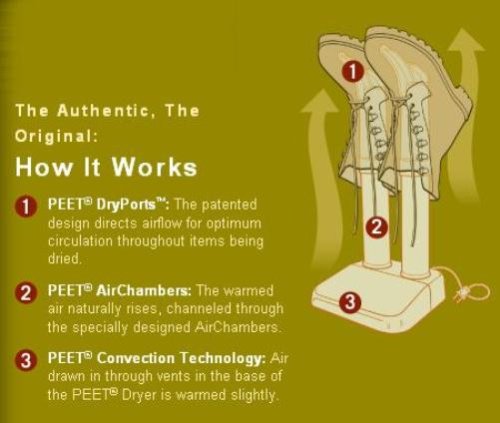 The Authentic, The
Original:
How It Works
1 PEET® DryPorts™: The patented
design directs airflow for optimum
circulation throughout items being
dried.
2 PEET® AirChambers: The warmed
air naturally rises, channeled through
the specially designed AirChambers.
3 PEET® Convection Technology: Air
drawn in through vents in the base of
the PEET® Dryer is warmed slightly.
1
2
3